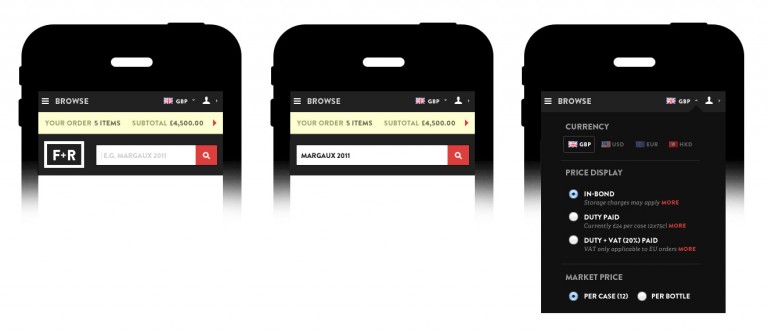 BROWSE GBP
YOUR ORDER 5 ITEMS SUBTOTAL £4,500.00
F+R E.G. MARGAUX 2011
BROWSE GBP
YOUR ORDER 5 ITEMS SUBTOTAL £4,500.00
MARGAUX 2011
BROWSE GBP
CURRENCY
GBP USD EUR HKD
PRICE DISPLAY
IN-BOND
Storage charges may apply MORE
DUTY PAID
Currently £24 per case (2x75cl) MORE
DUTY + VAT (20%) PAID
VAT only applicable to EU orders MORE
MARKET PRICE
PER CASE (12) PER BOTTLE